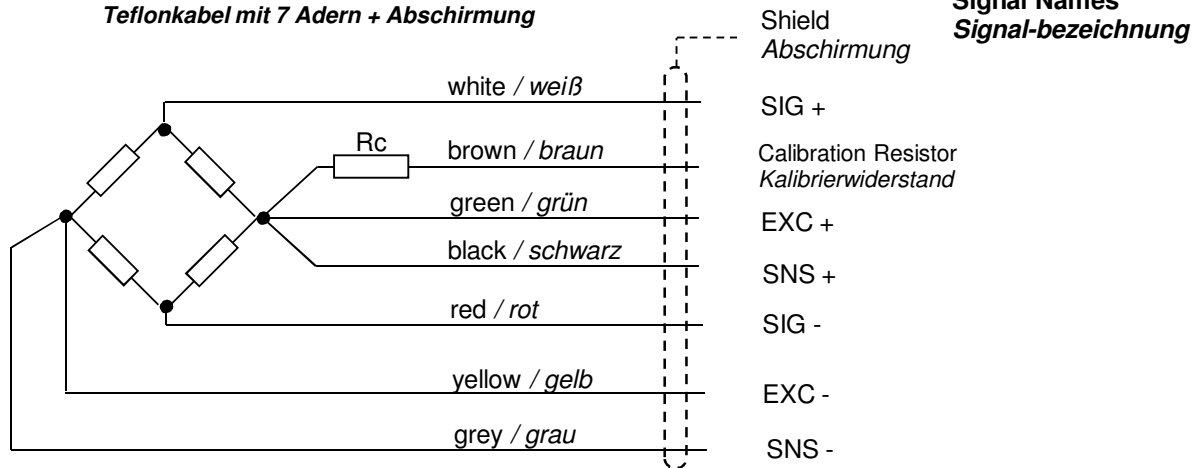 Teflonkabel mit 7 Adern + Abschirmung
Signal Names
Signal-bezeichnung
Shield
Abschirmung
white / weiß
SIG +
Rc
brown / braun
Calibration Resistor
Kalibrierwiderstand
green / grün
EXC +
black / schwarz
SNS +
red / rot
SIG -
yellow / gelb
EXC -
grey / grau
SNS -